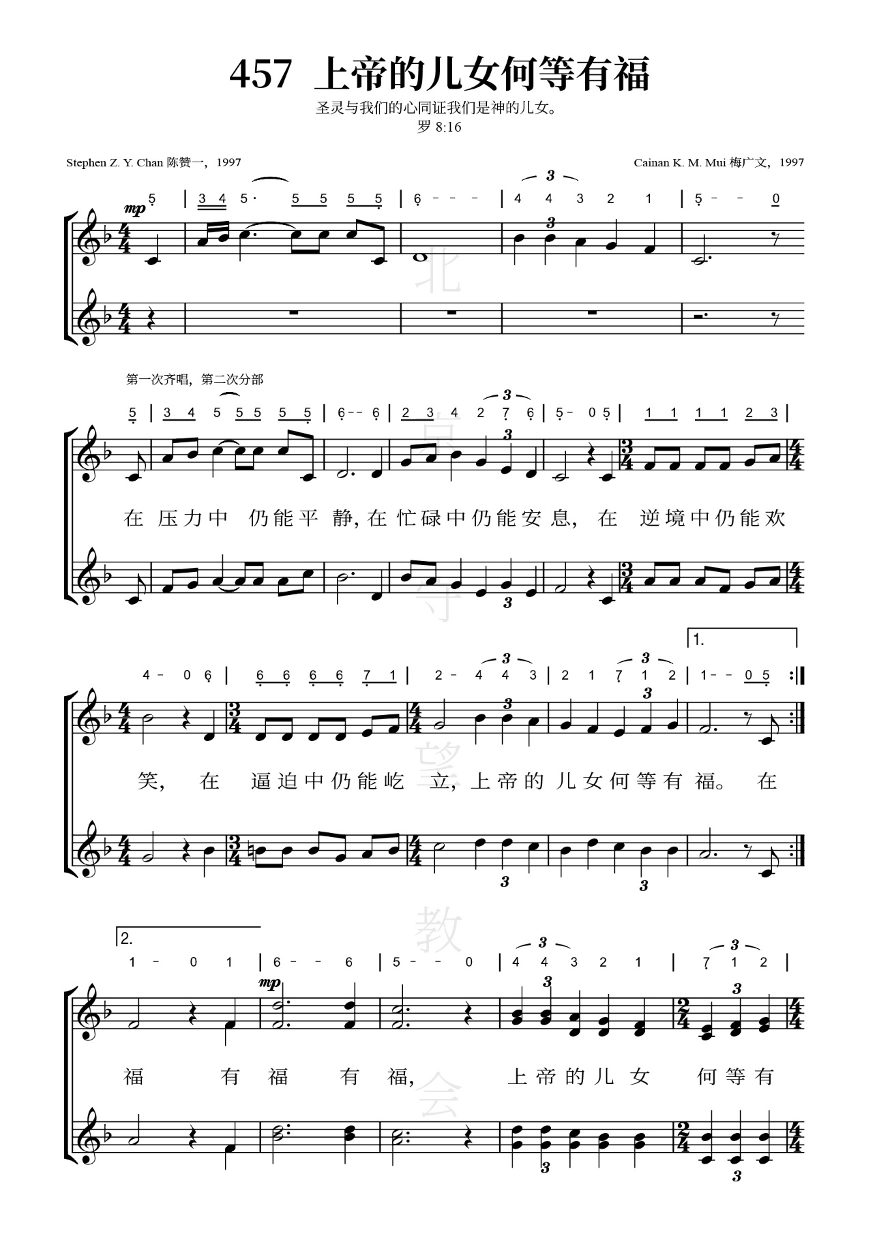 457 上帝的儿女何等有福
圣灵与我们的心同证我们是神的儿女。
罗 8:16
Stephen Z. Y. Chan 陈赞一，1997
Cainan K. M. Mui 梅广文，1997
3
5 | 3 4 5· 5 5 5 5 | 6 - - - | 4 4 3 2 1 | 5 - - 0
mp
3
第一次齐唱，第二次分部
3
5 | 3 4 5 5 5 5 5 | 6 - - 6 | 2 3 4 2 7 6 | 5 - 0 5 | 1 1 1 1 2 3 |
3
在 压 力 中 仍 能 平 静，在 忙 碌 中 仍 能 安 息， 在 逆 境 中 仍 能 欢
3
1.
3 3
4 - 0 6 | 6 6 6 6 7 1 | 2 - 4 4 3 | 2 1 7 1 2 | 1 - - 0 5 :||
3 3
笑， 在 逼 迫 中 仍 能 屹 立，上 帝 的 儿 女 何 等 有 福。 在
3 3
2.
3 3
1 - 0 1 | 6 - - 6 | 5 - - 0 | 4 4 3 2 1 | 7 1 2 |
mp
3 3
福 有 福 有 福， 上 帝 的 儿 女 何 等 有
3 3
北
京
守
望
教
会